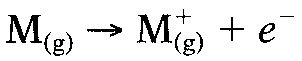 M(g) → M+(g) + e−